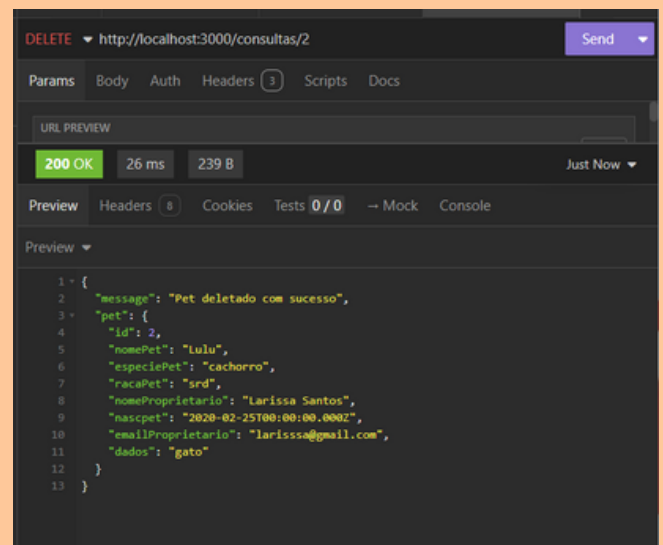 DELETE http://localhost:3000/consultas/2 Send
Params Body Auth Headers 3 Scripts Docs
URL PREVIEW
200 OK 26 ms 239 B Just Now
Preview Headers 8 Cookies Tests 0 / 0 → Mock Console
Preview
1 {
2 "message": "Pet deletado com sucesso",
3 "pet": {
4 "id": 2,
5 "nomePet": "Lulu",
6 "especiePet": "cachorro",
7 "racaPet": "srd",
8 "nomeProprietario": "Larissa Santos",
9 "nascpet": "2020-02-25T00:00:00.000Z",
10 "emailProprietario": "larisssa@gmail.com",
11 "dados": "gato"
12 }
13 }